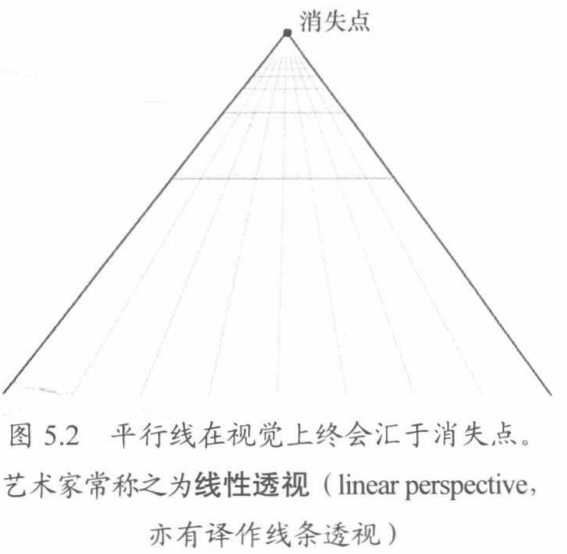 消失点
图 5.2 平行线在视觉上终会汇于消失点。
艺术家常称之为线性透视（linear perspective，
亦有译作线条透视）